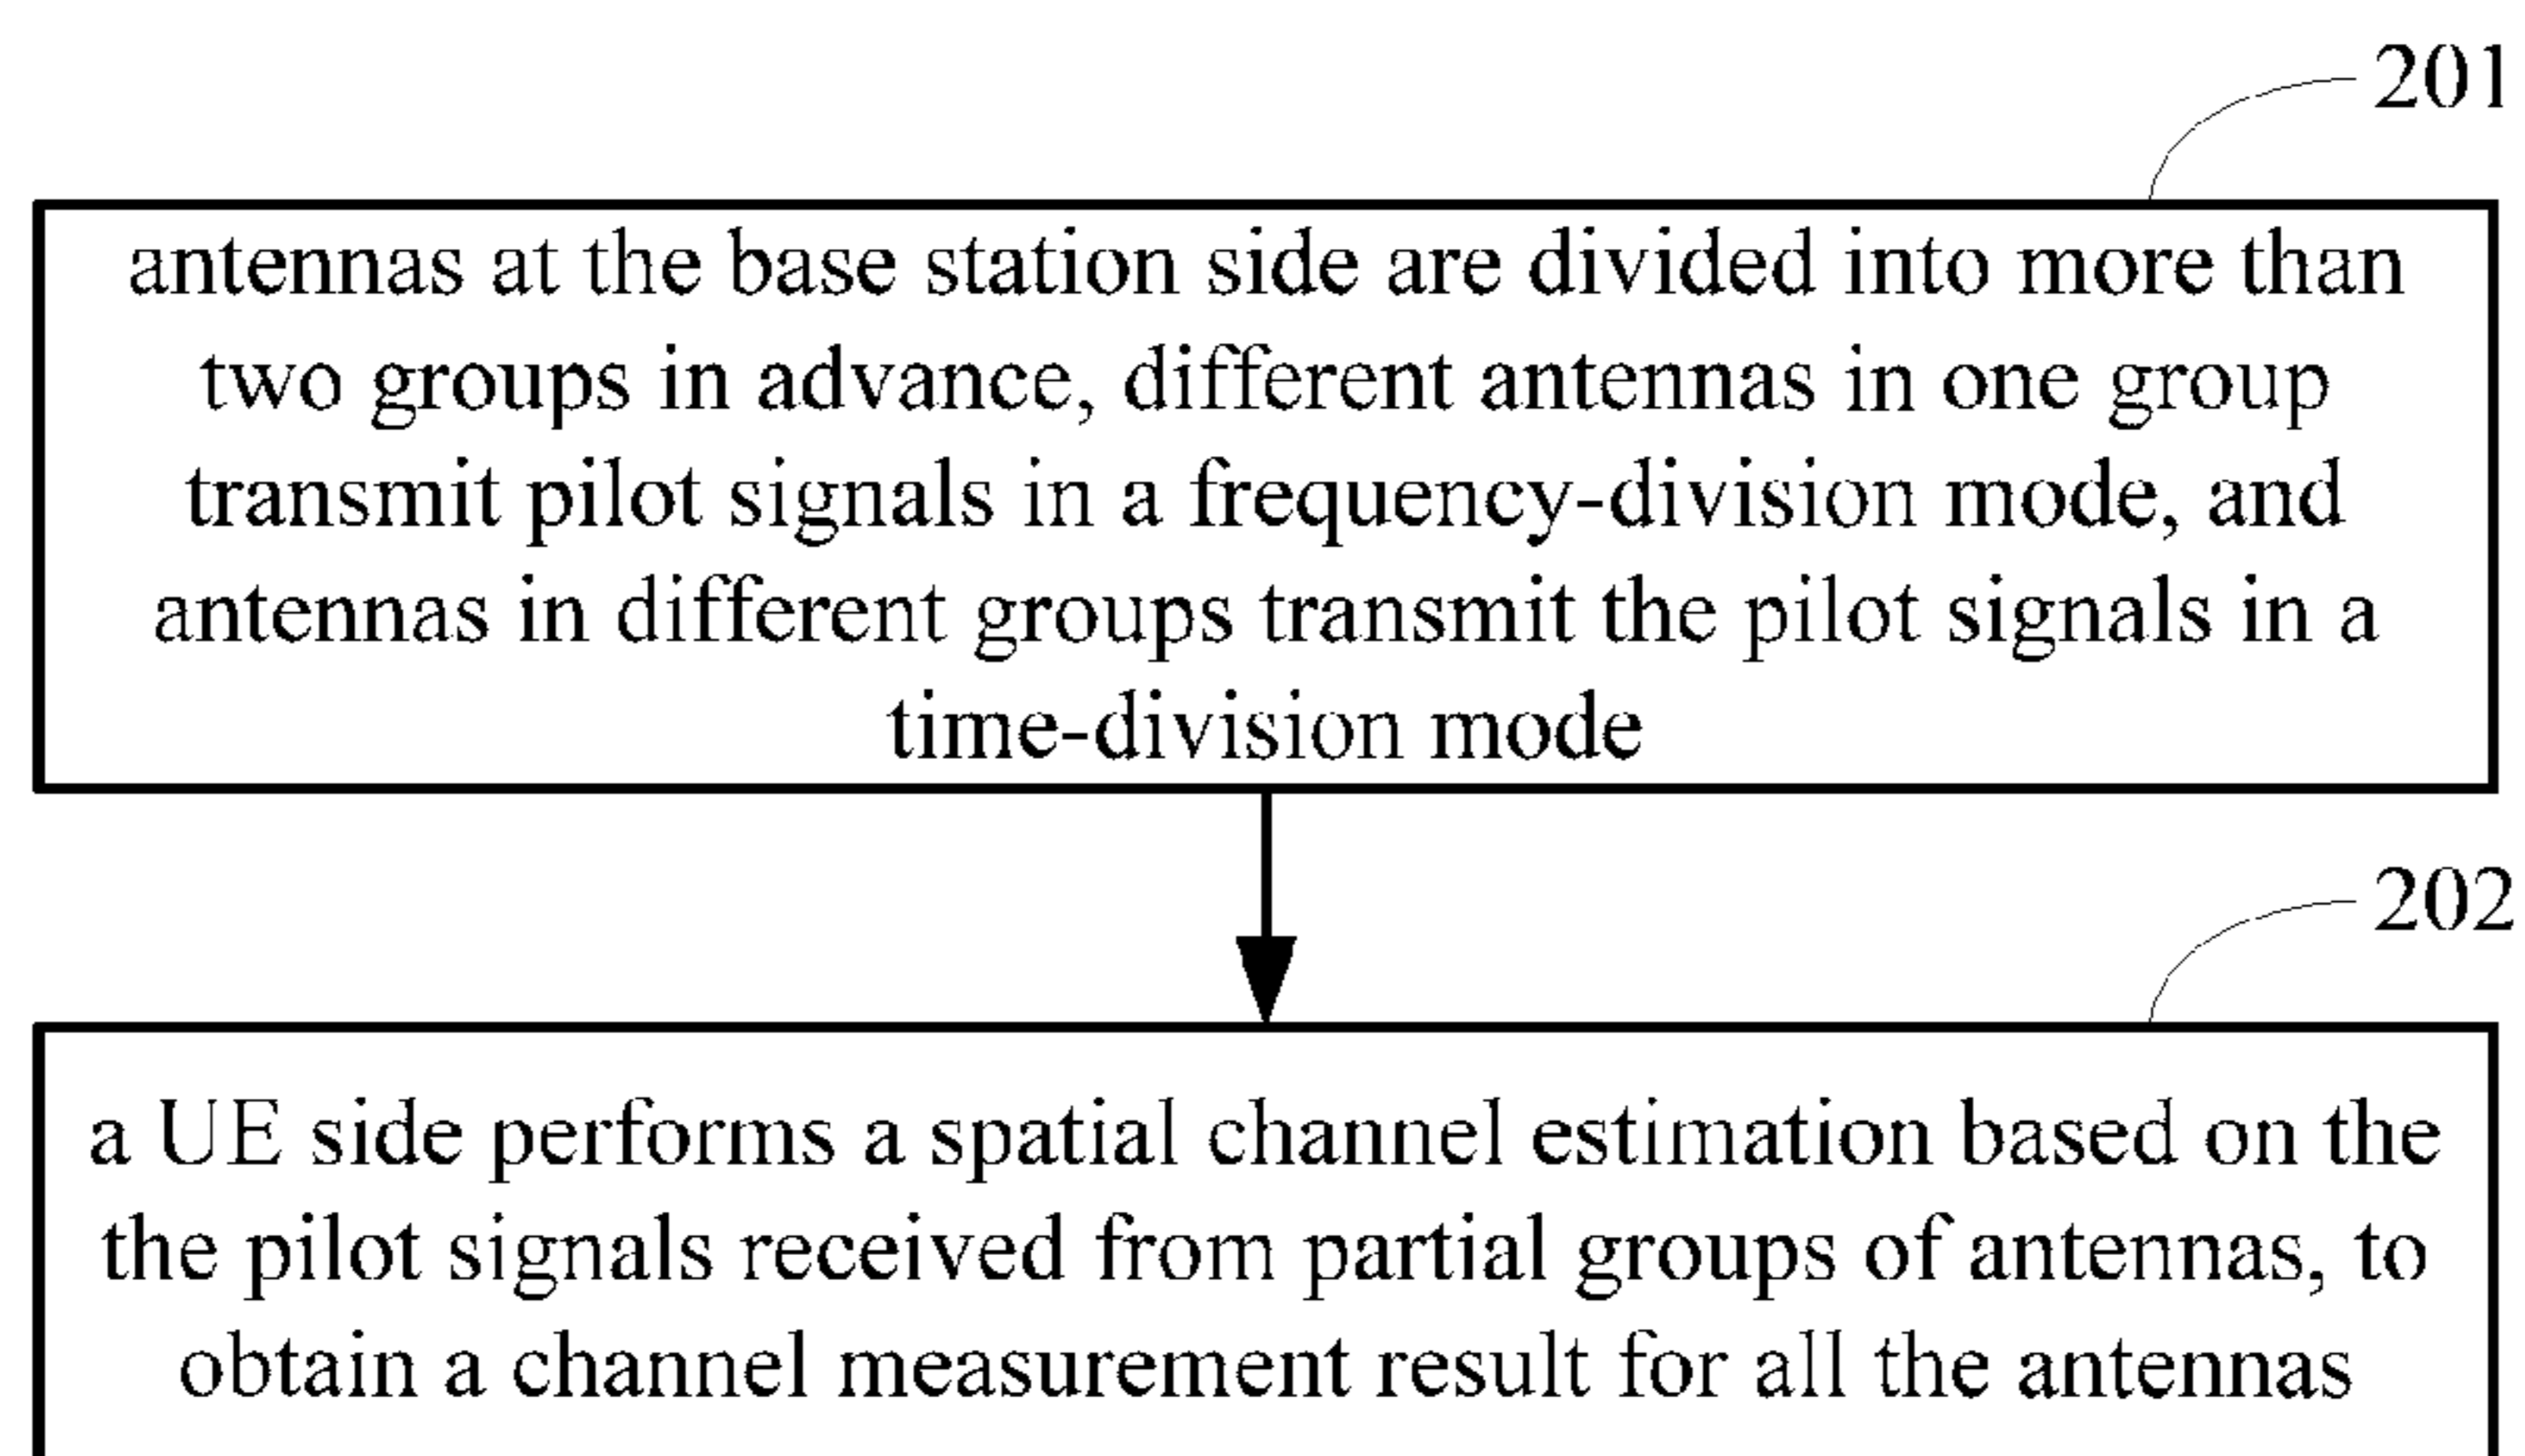 201
antennas at the base station side are divided into more than
two groups in advance, different antennas in one group
transmit pilot signals in a frequency-division mode, and
antennas in different groups transmit the pilot signals in a
time-division mode
202
a UE side performs a spatial channel estimation based on the
the pilot signals received from partial groups of antennas, to
obtain a channel measurement result for all the antennas